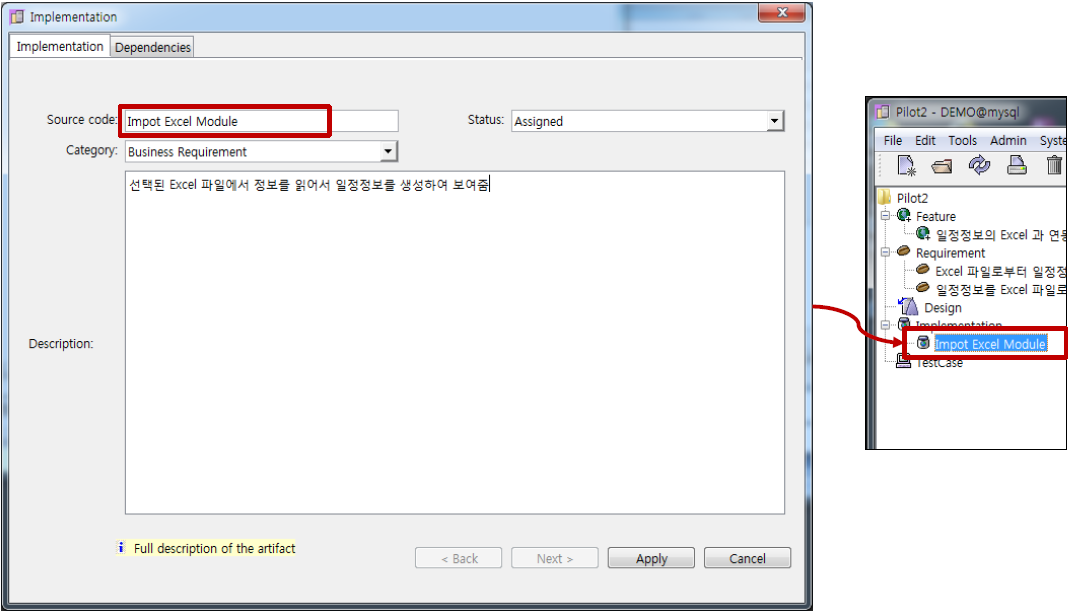 Implementation
Implementation Dependencies
Source code: Impot Excel Module Status: Assigned
Category: Business Requirement
선택된 Excel 파일에서 정보를 읽어서 일정정보를 생성하여 보여줌
Description:
i Full description of the artifact
< Back Next > Apply Cancel
Pilot2 - DEMO@mysql
File Edit Tools Admin Syste
Pilot2
Feature
일정정보의 Excel 과 연동
Requirement
Excel 파일로부터 일정정
일정정보를 Excel 파일로
Design
Implementation
Impot Excel Module
TestCase